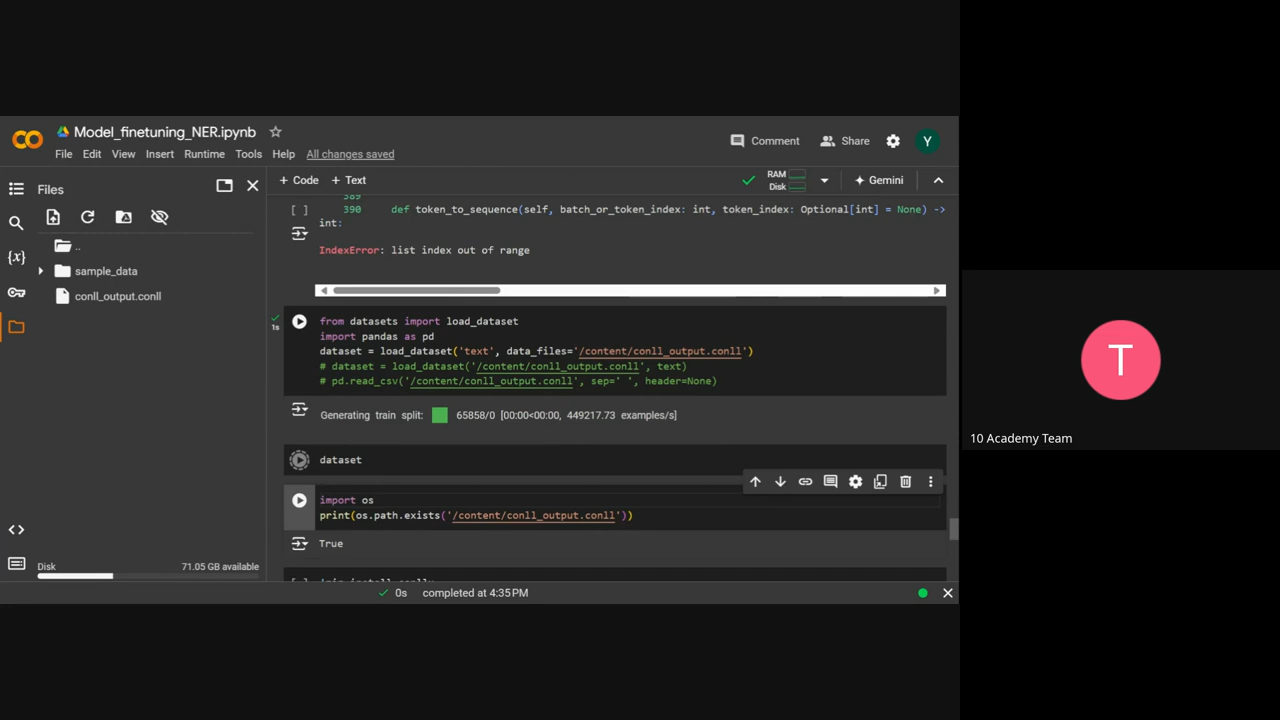 Model_finetuning_NER.ipynb
Comment
Share
Y
File Edit View Insert Runtime Tools Help All changes saved
Files
+ Code + Text
RAM
Disk
Gemini
..
sample_data
conll_output.conll
{x}
389
[ ] 390 def token_to_sequence(self, batch_or_token_index: int, token_index: Optional[int] = None) ->
int:
IndexError: list index out of range
1s
from datasets import load_dataset
import pandas as pd
dataset = load_dataset('text', data_files='/content/conll_output.conll')
# dataset = load_dataset('/content/conll_output.conll', text)
# pd.read_csv('/content/conll_output.conll', sep=' ', header=None)
Generating train split: 65858/0 [00:00<00:00, 449217.73 examples/s]
dataset
import os
print(os.path.exists('/content/conll_output.conll'))
True
Disk 71.05 GB available
0s completed at 4:35 PM
T
10 Academy Team